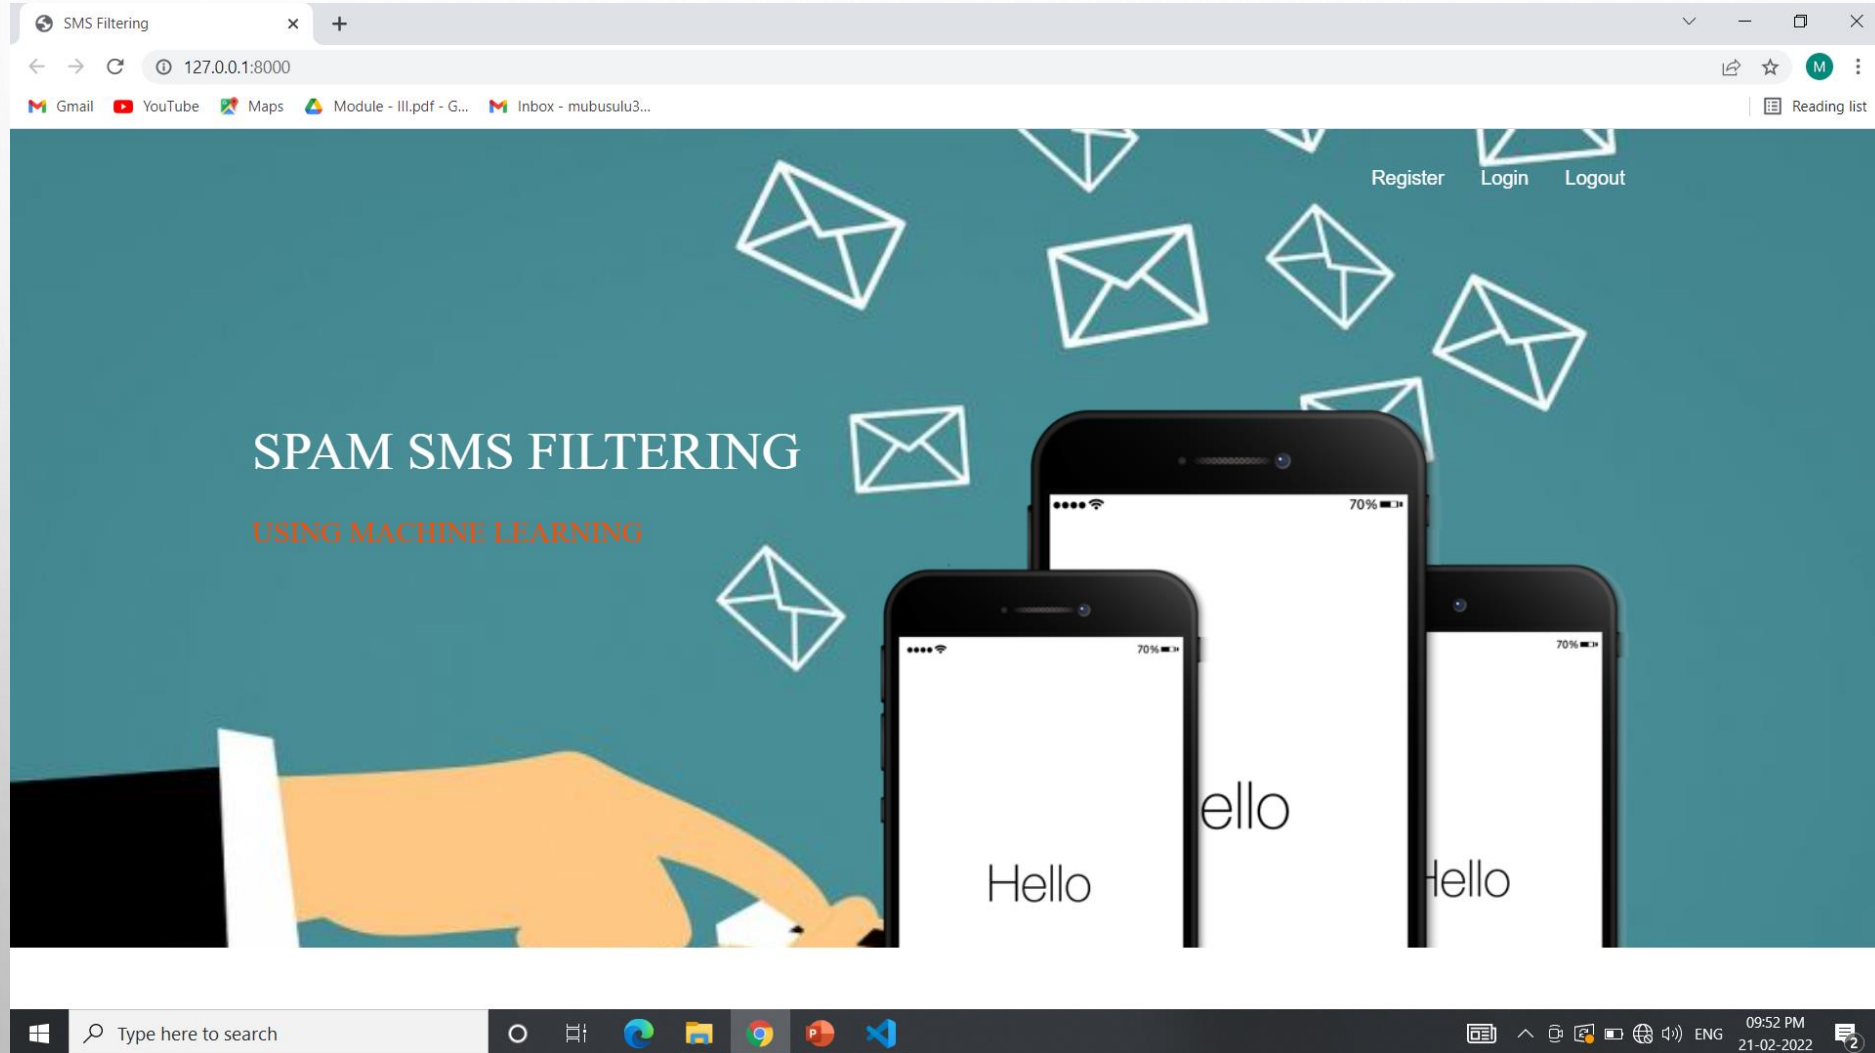 SMS Filtering
127.0.0.1:8000
Gmail YouTube Maps Module - III.pdf - G... Inbox - mubusulu3... Reading list
Register Login Logout
SPAM SMS FILTERING
USING MACHINE LEARNING
70%
70%
70%
ello
Hello
Hello
Type here to search
ENG
09:52 PM
21-02-2022
2
M